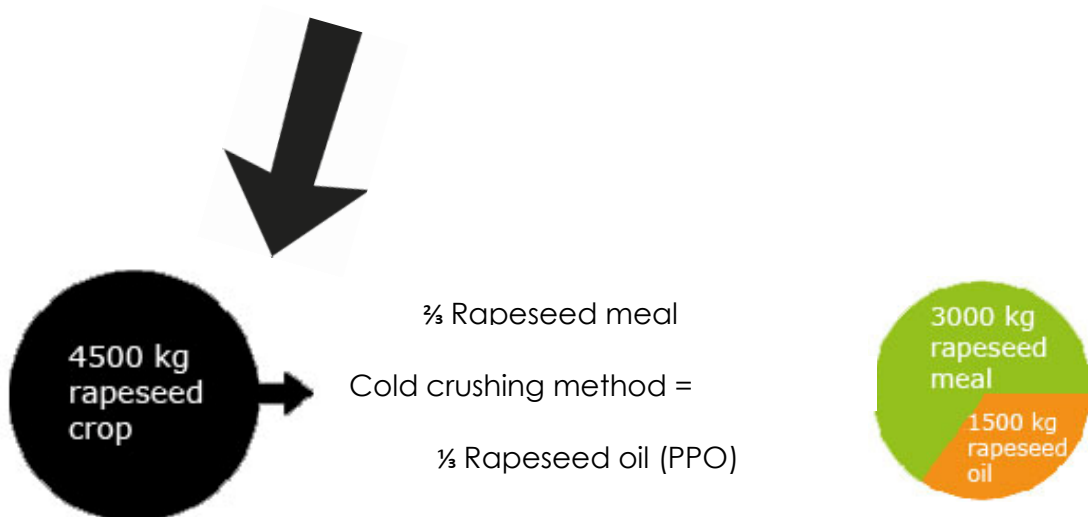 4500 kg
rapeseed
crop
⅔ Rapeseed meal
Cold crushing method =
⅓ Rapeseed oil (PPO)
3000 kg
rapeseed
meal
1500 kg
rapeseed
oil